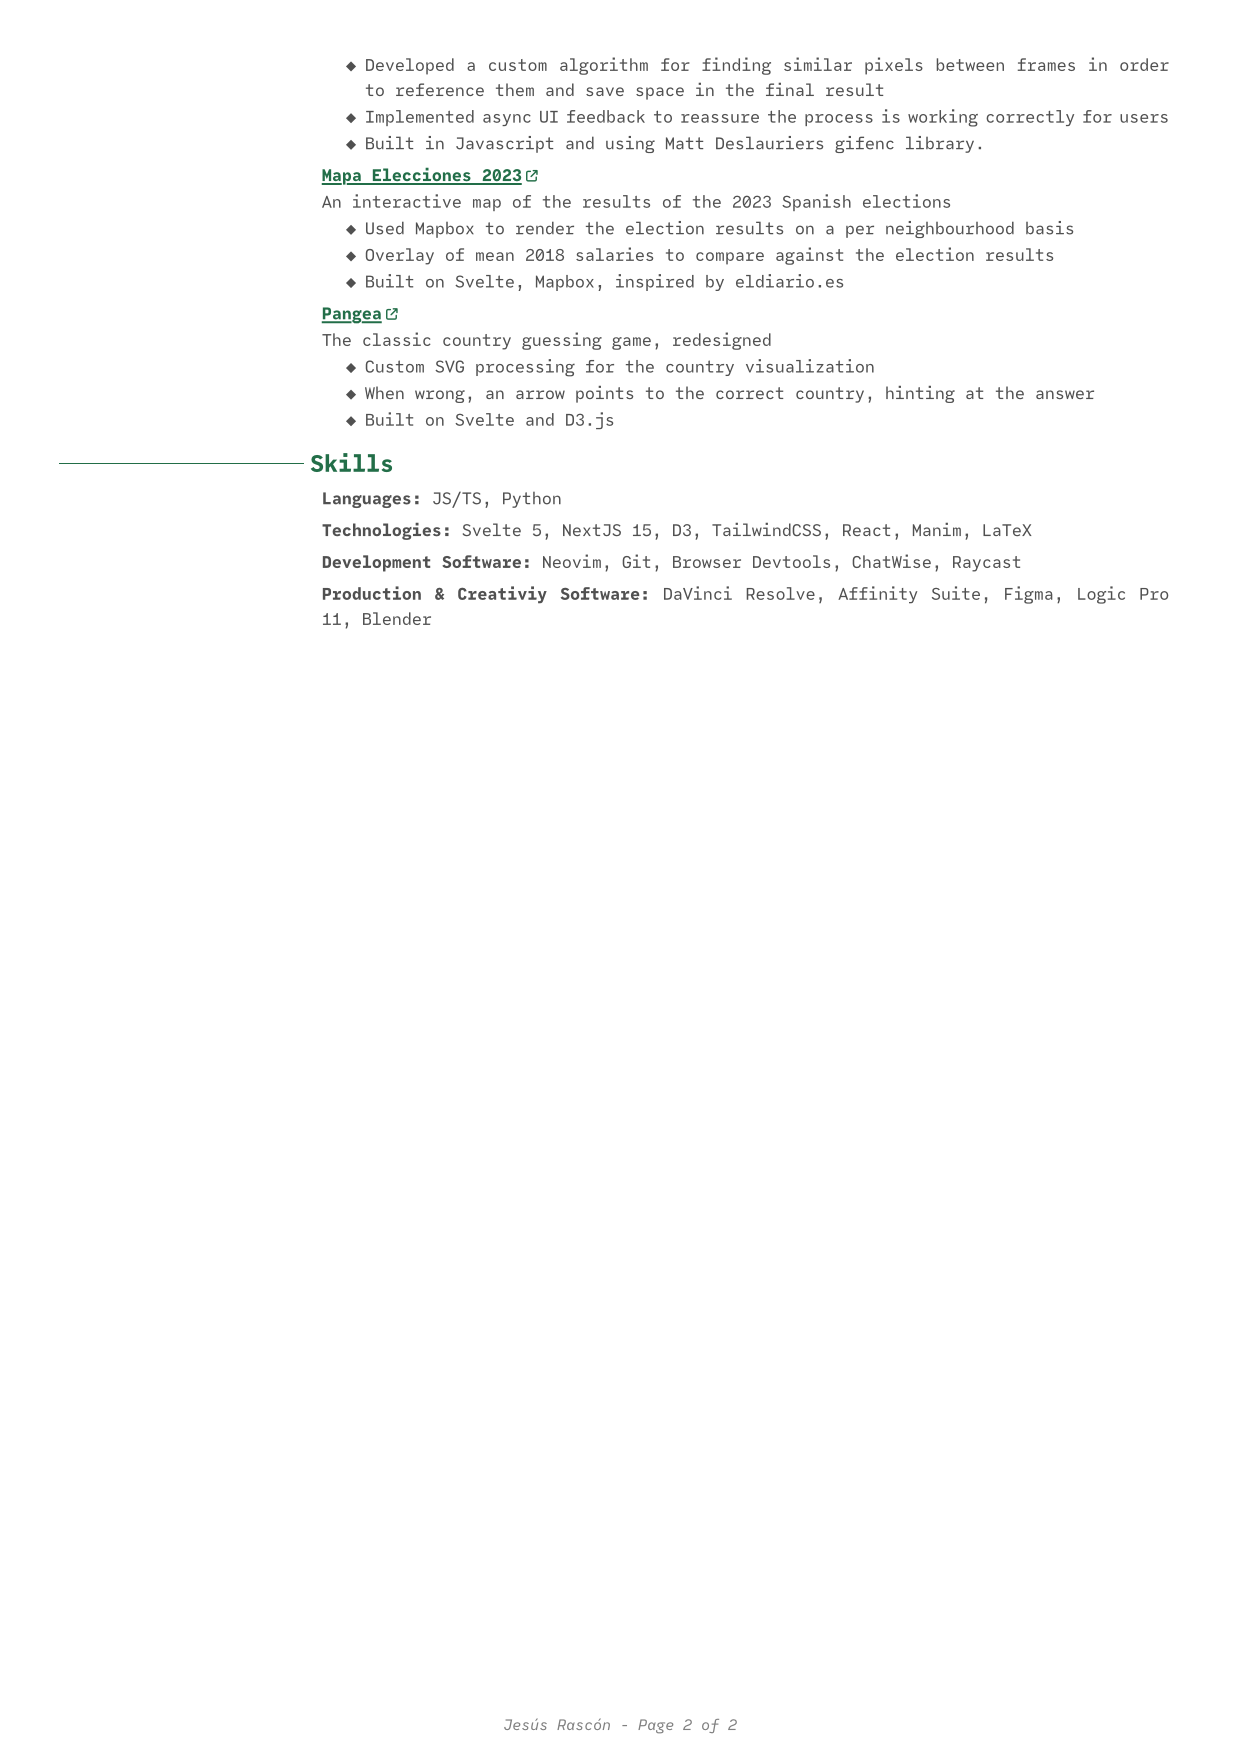 ◆ Developed a custom algorithm for finding similar pixels between frames in order
to reference them and save space in the final result
◆ Implemented async UI feedback to reassure the process is working correctly for users
◆ Built in Javascript and using Matt Deslauriers gifenc library.
Mapa Elecciones 2023
An interactive map of the results of the 2023 Spanish elections
◆ Used Mapbox to render the election results on a per neighbourhood basis
◆ Overlay of mean 2018 salaries to compare against the election results
◆ Built on Svelte, Mapbox, inspired by eldiario.es
Pangea
The classic country guessing game, redesigned
◆ Custom SVG processing for the country visualization
◆ When wrong, an arrow points to the correct country, hinting at the answer
◆ Built on Svelte and D3.js
Skills
Languages: JS/TS, Python
Technologies: Svelte 5, NextJS 15, D3, TailwindCSS, React, Manim, LaTeX
Development Software: Neovim, Git, Browser Devtools, ChatWise, Raycast
Production & Creativiy Software: DaVinci Resolve, Affinity Suite, Figma, Logic Pro
11, Blender
Jesús Rascón - Page 2 of 2